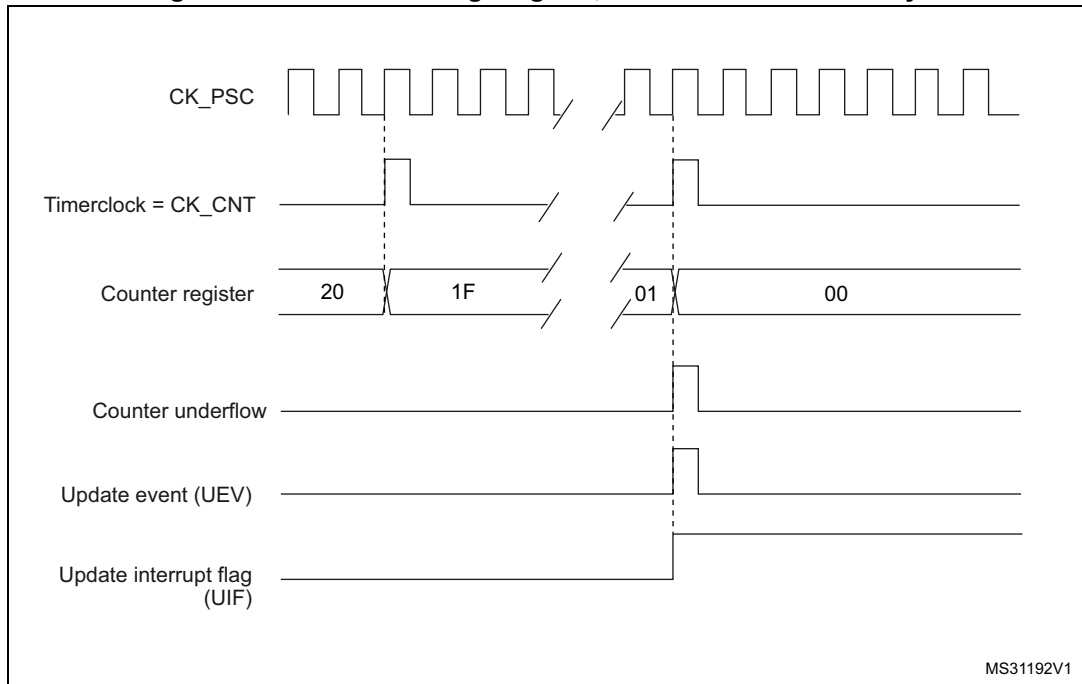 CK_PSC
Timerclock = CK_CNT
Counter register 20 1F 01 00
Counter underflow
Update event (UEV)
Update interrupt flag
(UIF)
MS31192V1